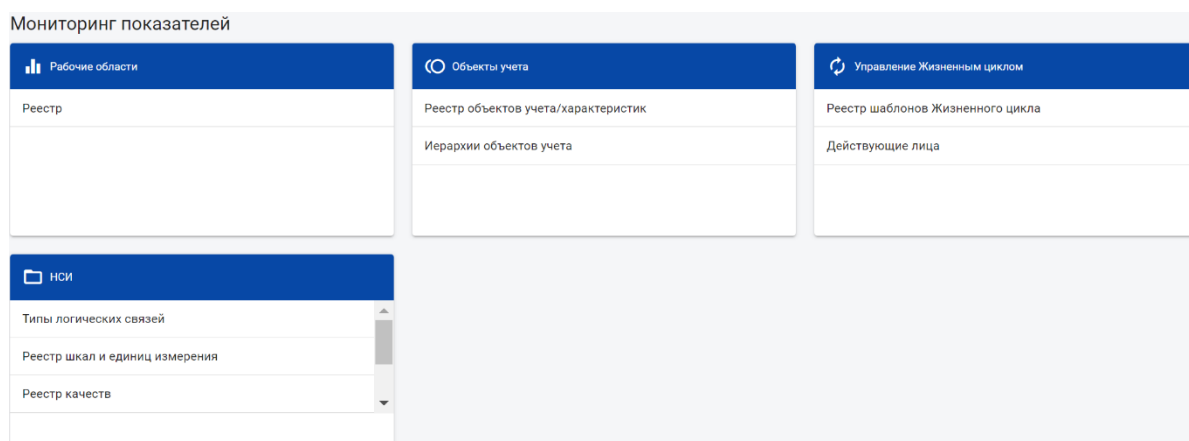 Мониторинг показателей
Рабочие области
Реестр
Объекты учета
Реестр объектов учета/характеристик
Иерархии объектов учета
Управление Жизненным циклом
Реестр шаблонов Жизненного цикла
Действующие лица
НСИ
Типы логических связей
Реестр шкал и единиц измерения
Реестр качеств